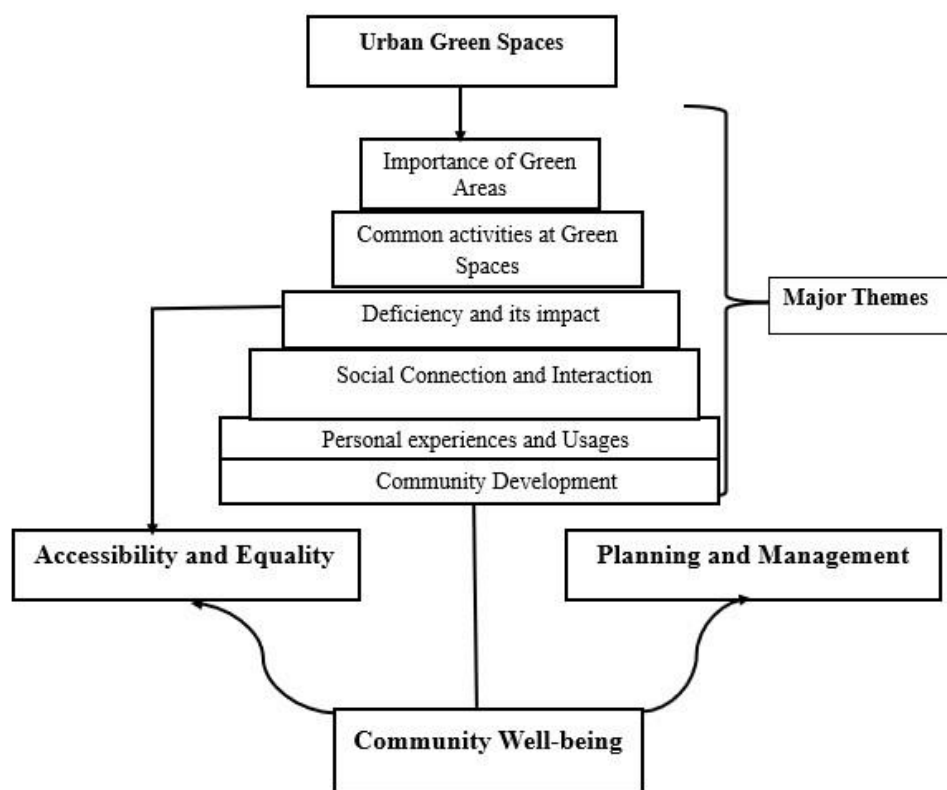 Urban Green Spaces
Importance of Green
Areas
Common activities at Green
Spaces
Deficiency and its impact
Major Themes
Social Connection and Interaction
Personal experiences and Usages
Community Development
Accessibility and Equality
Planning and Management
Community Well-being